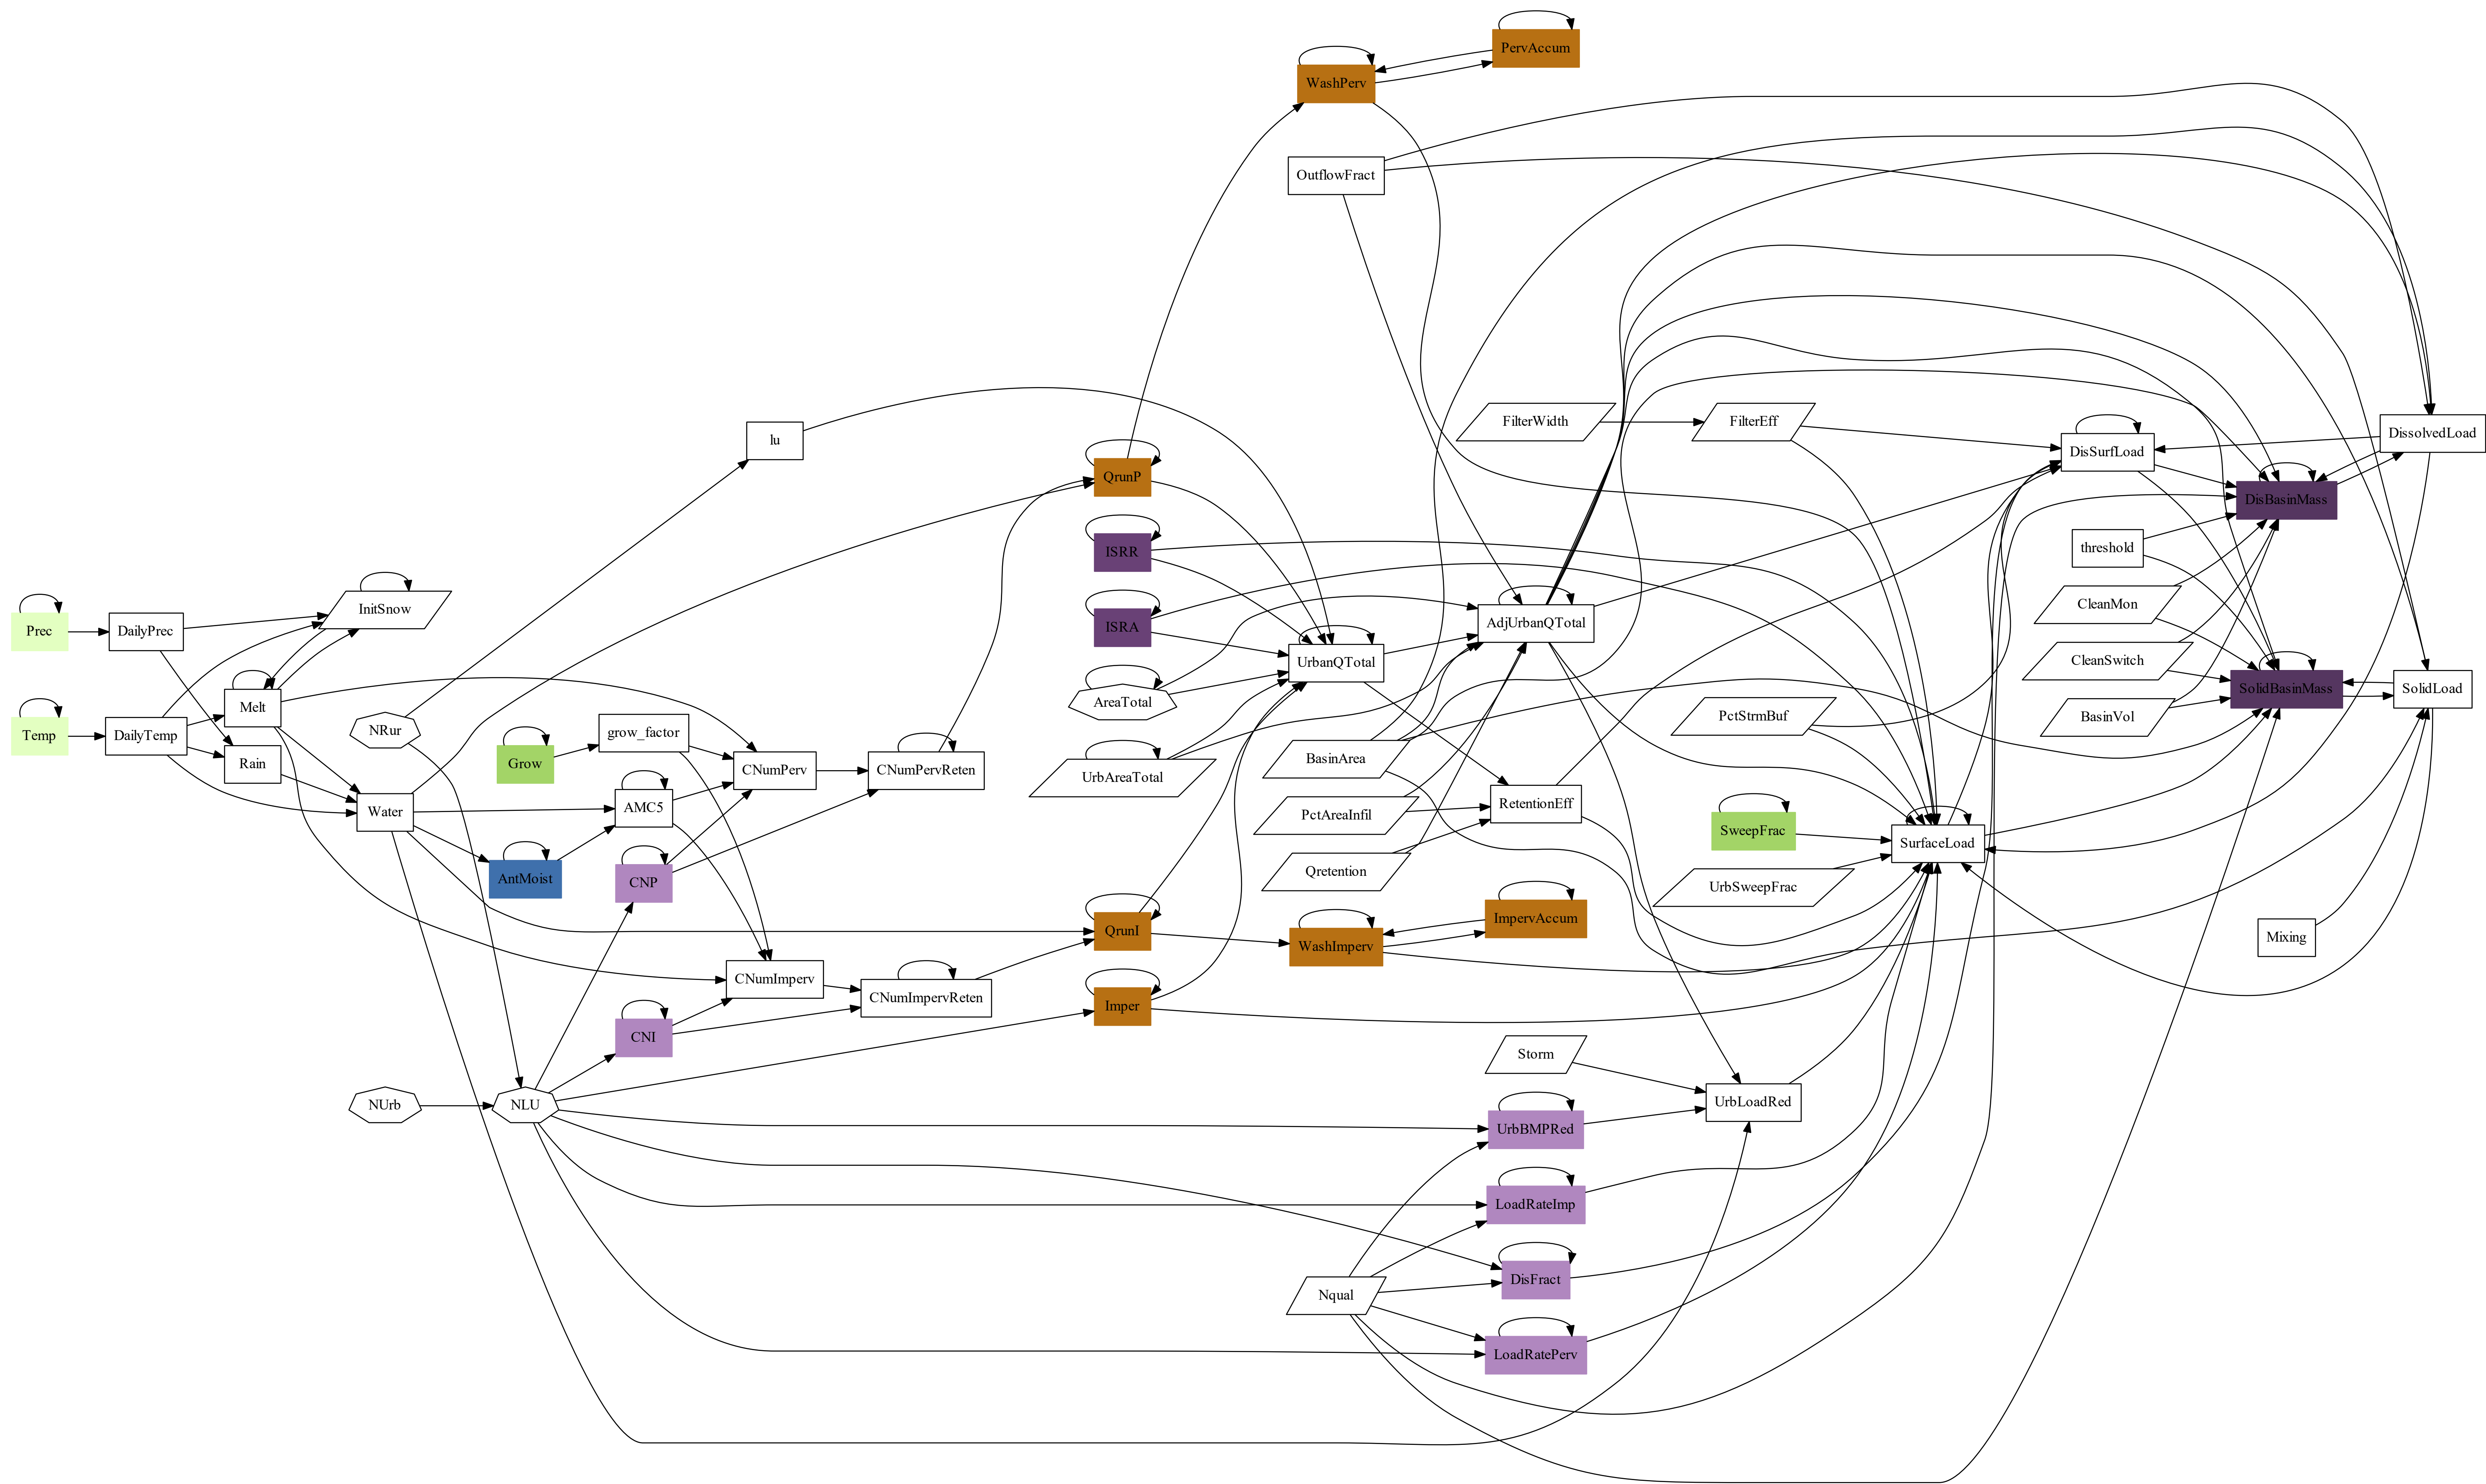 PervAccum
WashPerv
OutflowFract
FilterWidth
FilterEff
DissolvedLoad
lu
DisSurfLoad
QrunP
DisBasinMass
ISRR
threshold
InitSnow
CleanMon
Prec
DailyPrec
ISRA
AdjUrbanQTotal
UrbanQTotal
CleanSwitch
SolidBasinMass
SolidLoad
AreaTotal
Melt
PctStrmBuf
BasinVol
NRur
grow_factor
Temp
DailyTemp
Rain
Grow
CNumPerv
CNumPervReten
UrbAreaTotal
BasinArea
RetentionEff
Water
AMC5
PctAreaInfil
SweepFrac
SurfaceLoad
AntMoist
CNP
Qretention
UrbSweepFrac
ImpervAccum
QrunI
WashImperv
Mixing
CNumImperv
CNumImpervReten
Imper
CNI
Storm
NUrb
NLU
UrbLoadRed
UrbBMPRed
LoadRateImp
DisFract
Nqual
LoadRatePerv